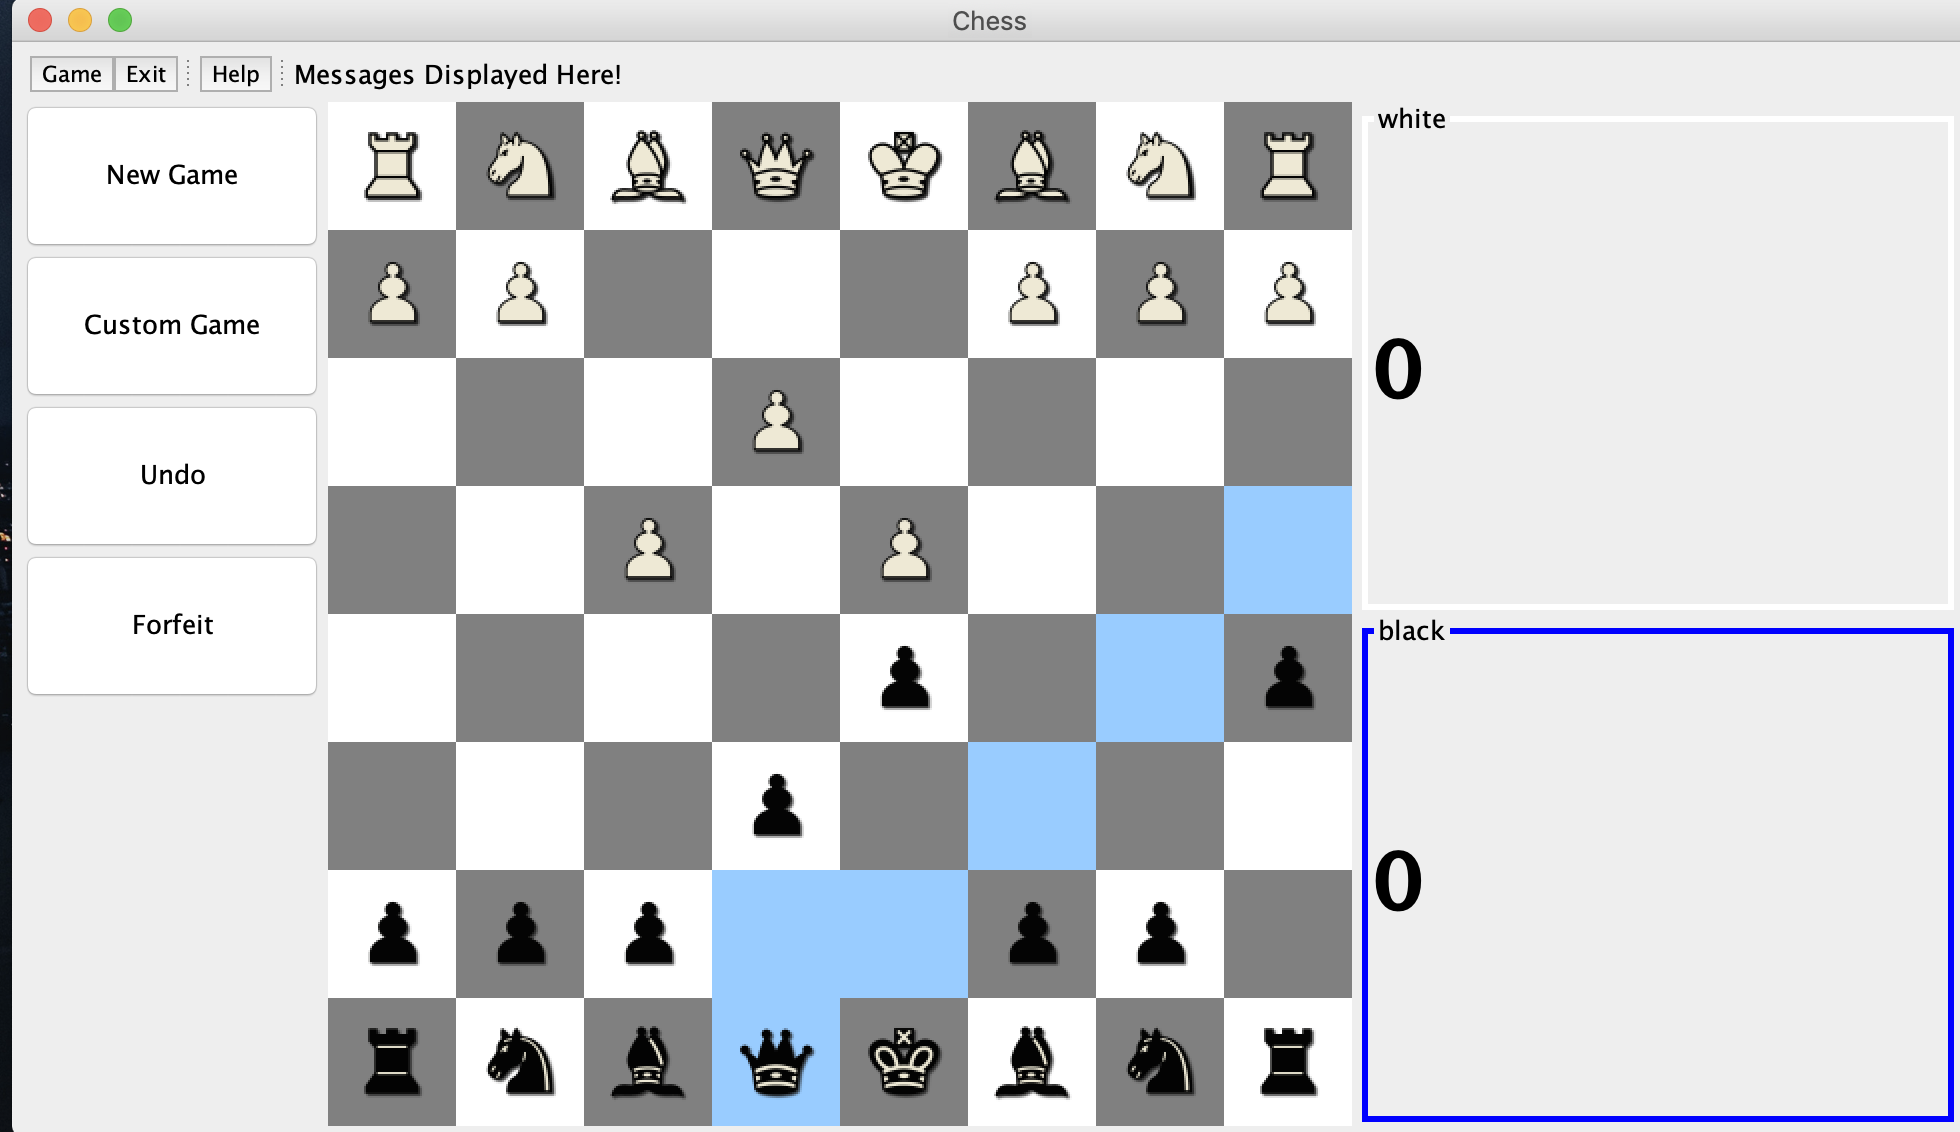 Chess
Game Exit Help Messages Displayed Here!
New Game
Custom Game
Undo
Forfeit
white
0
black
0